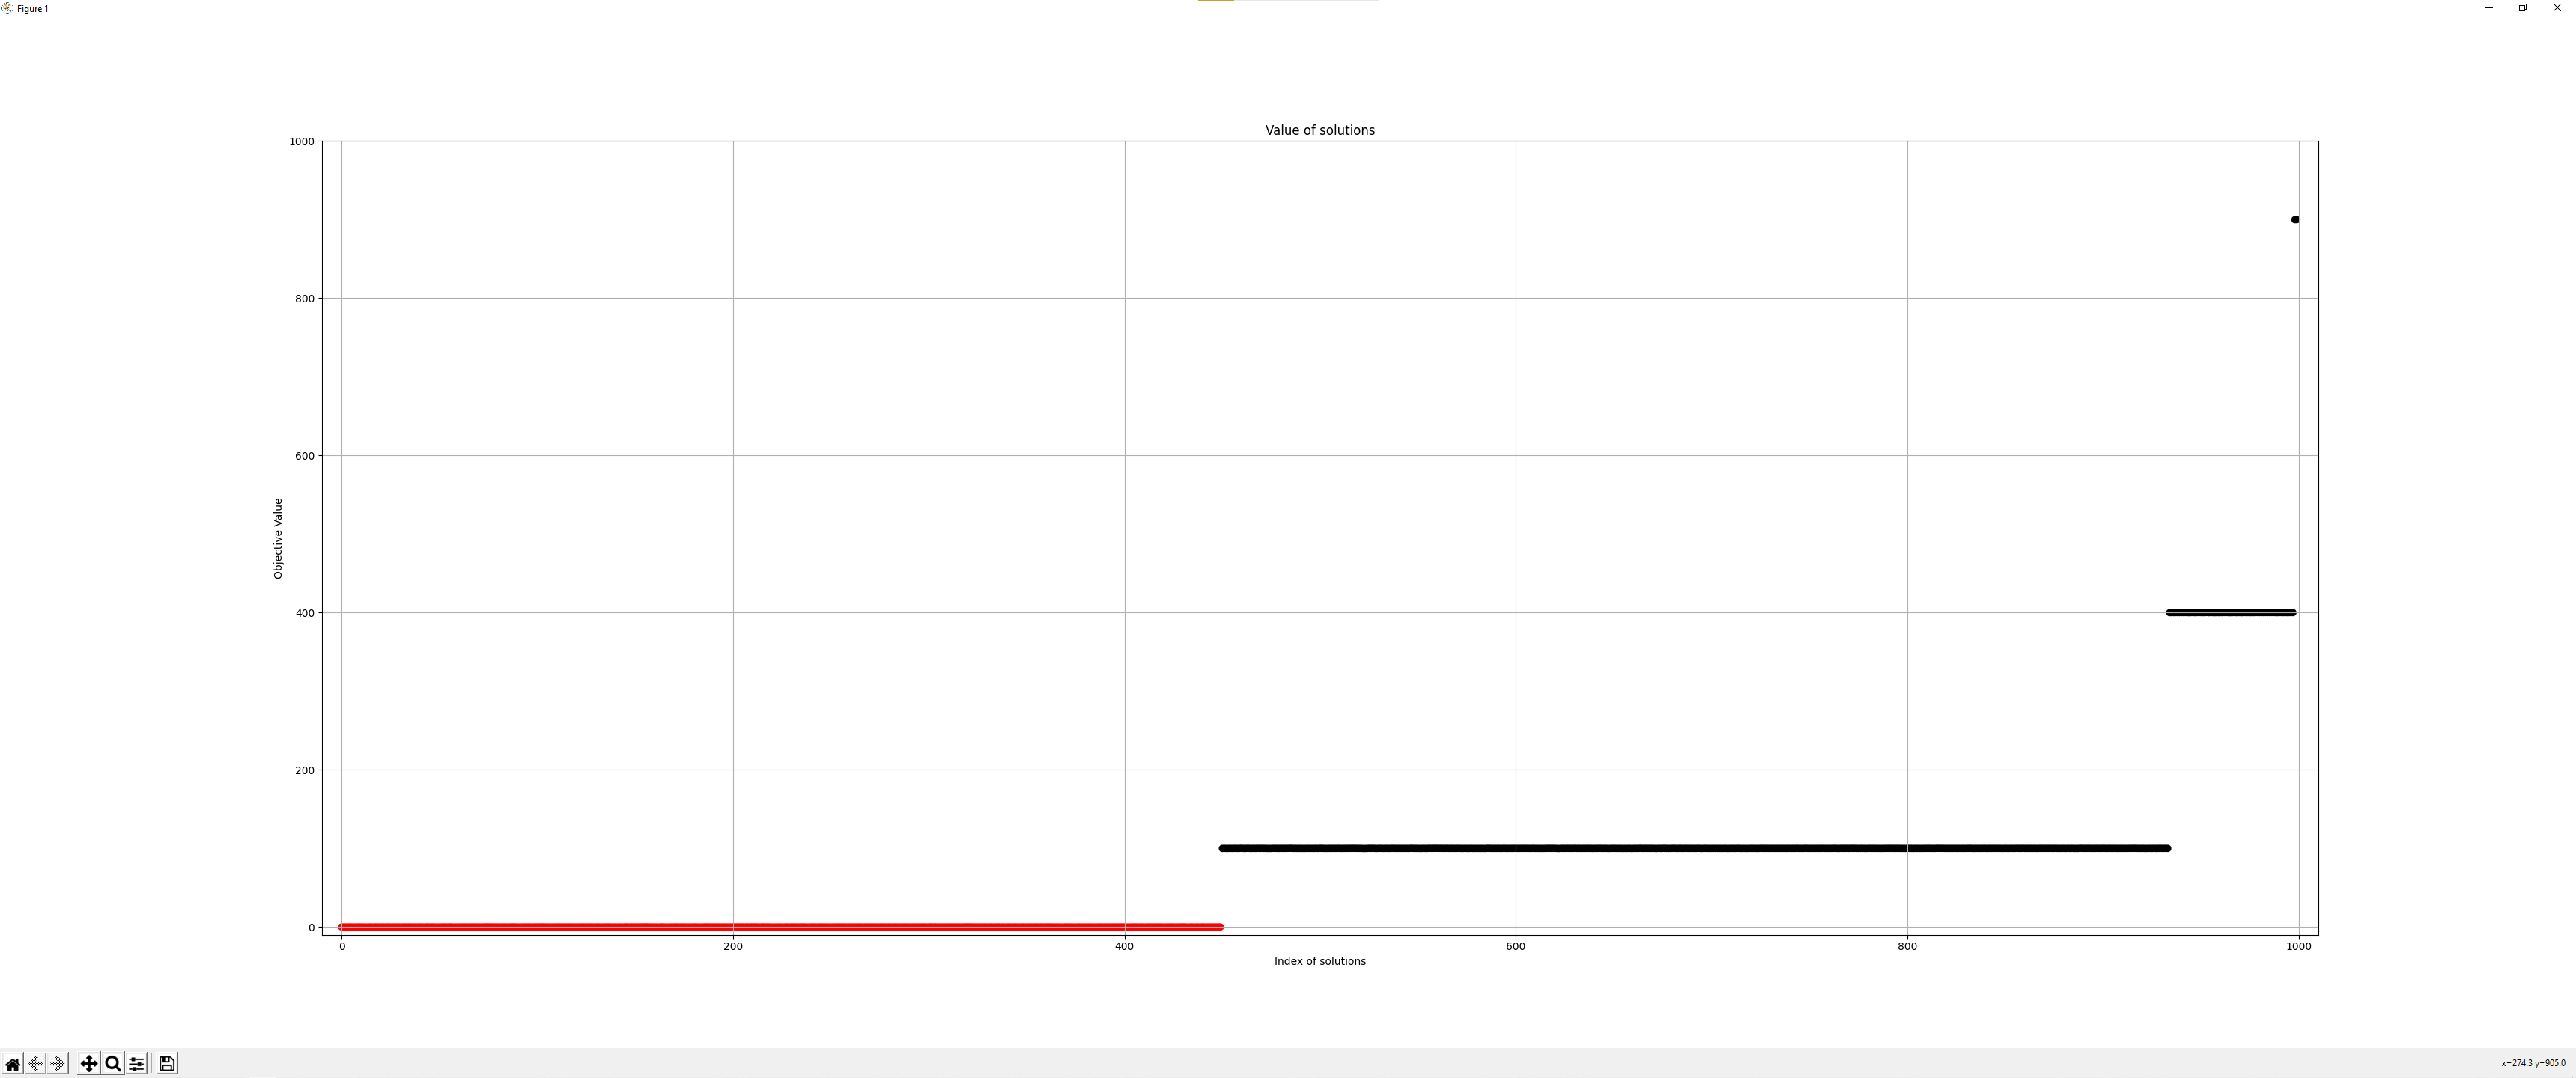 Figure 1
Value of solutions
1000
800
600
400
200
0
Objective Value
0 200 400 600 800 1000
Index of solutions
x=274.3 y=905.0